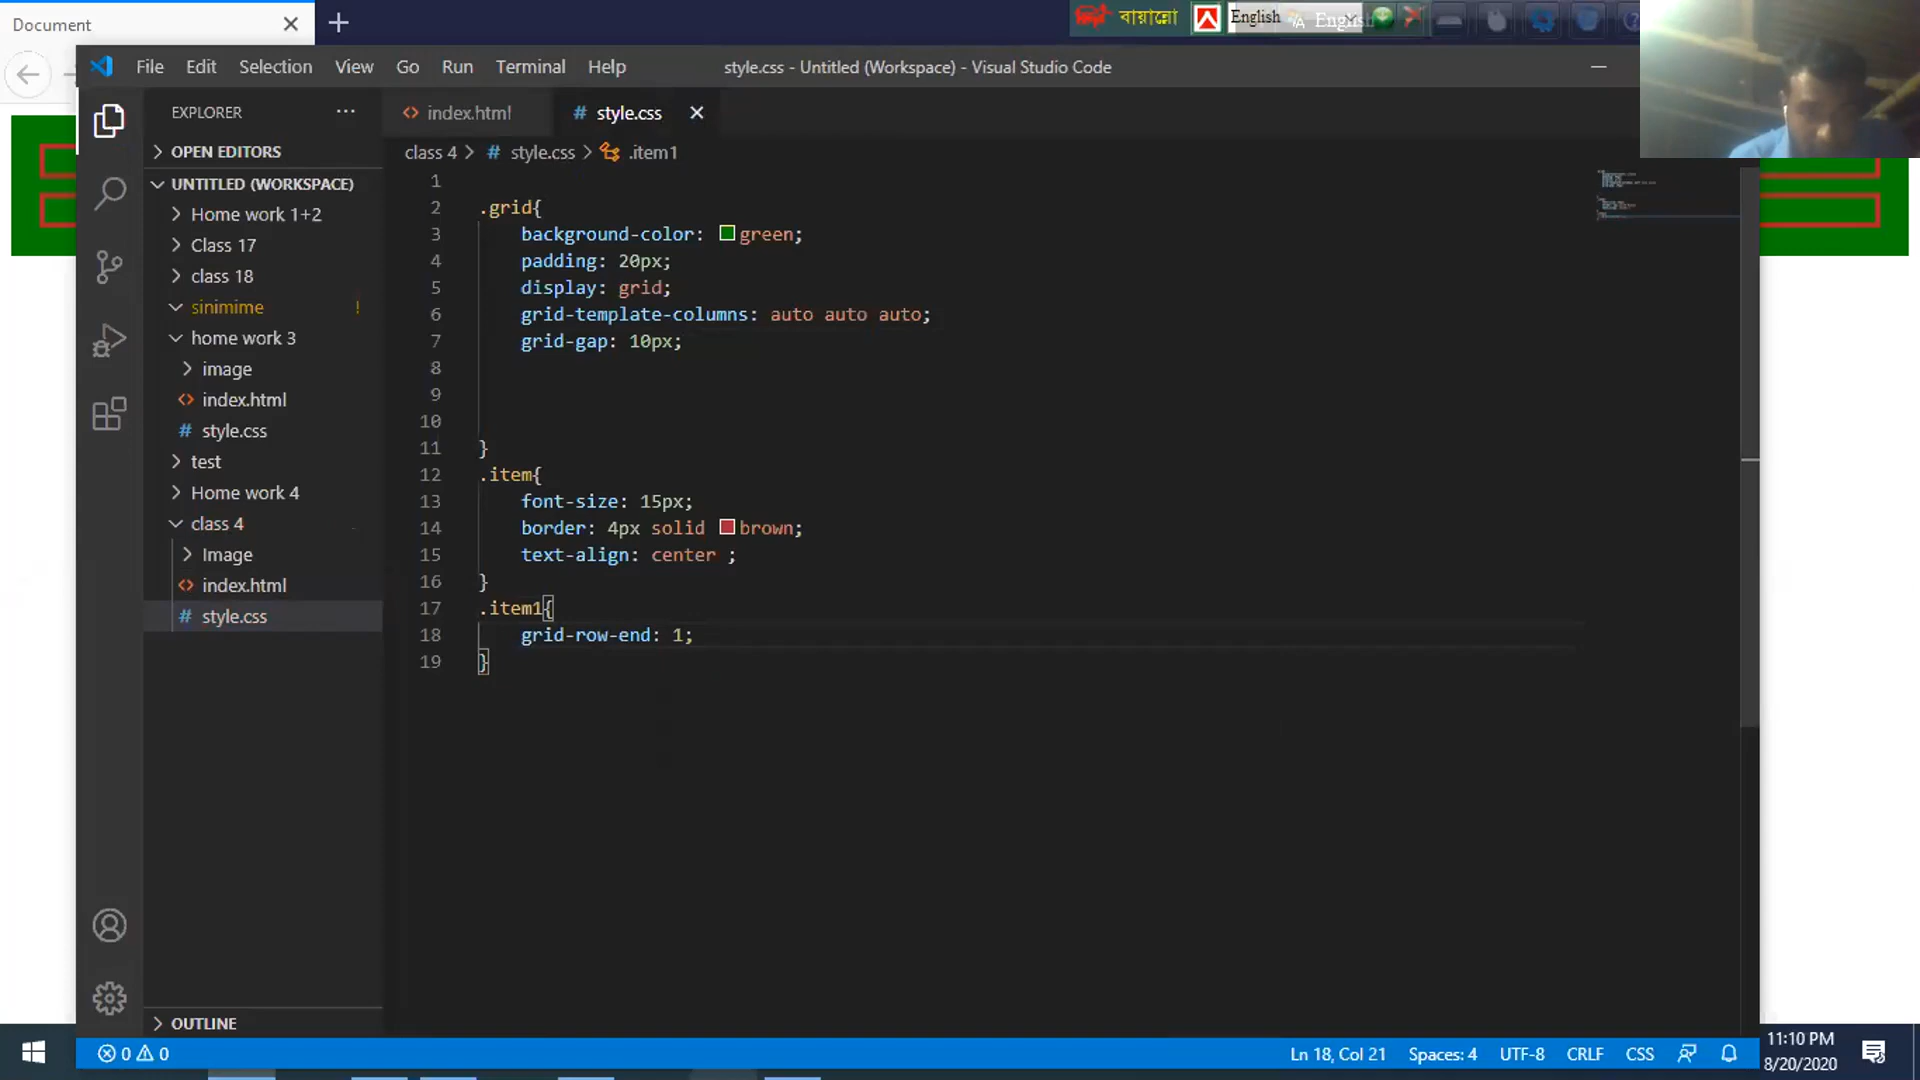 Document
বায়ান্নো English English
File Edit Selection View Go Run Terminal Help style.css - Untitled (Workspace) - Visual Studio Code
EXPLORER ··· index.html # style.css
OPEN EDITORS
class 4 > # style.css > .item1
UNTITLED (WORKSPACE)
Home work 1+2
Class 17
class 18
sinimime !
home work 3
image
index.html
# style.css
test
Home work 4
class 4
Image
index.html
# style.css
OUTLINE
1
2 .grid{
3 background-color: green;
4 padding: 20px;
5 display: grid;
6 grid-template-columns: auto auto auto;
7 grid-gap: 10px;
8
9
10
11 }
12 .item{
13 font-size: 15px;
14 border: 4px solid brown;
15 text-align: center ;
16 }
17 .item1{
18 grid-row-end: 1;
19 }
0 0 Ln 18, Col 21 Spaces: 4 UTF-8 CRLF CSS
11:10 PM
8/20/2020